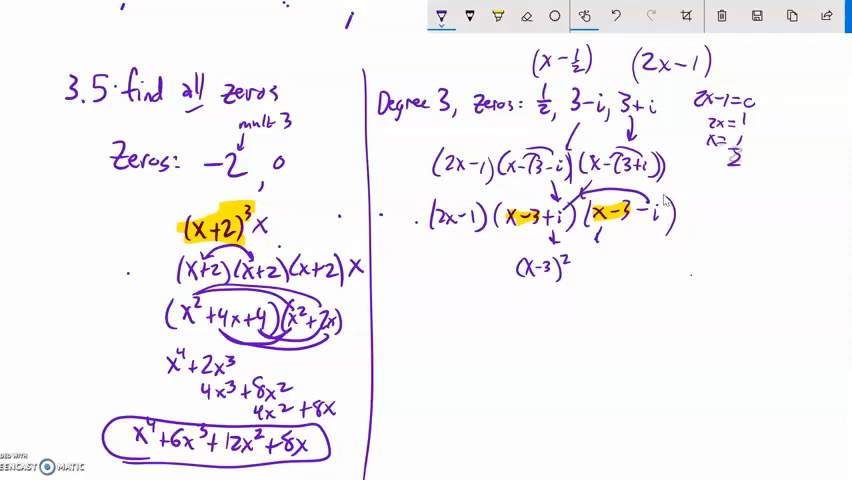 3.5 · find all zeros
mult 3
Zeros: -2, 0
(x+2)³x
(x+2)(x+2)(x+2)x
(x²+4x+4)(x²+2x)
x⁴+2x³
4x³+8x²
4x²+8x
x⁴+6x³+12x²+8x
(x-½) (2x-1)
Degree 3, zeros: ½, 3-i, 3+i
2x-1=0
2x=1
x=½
(2x-1)(x-(3-i))(x-(3+i))
(2x-1)(x-3+i)(x-3-i)
(x-3)²
MATIC